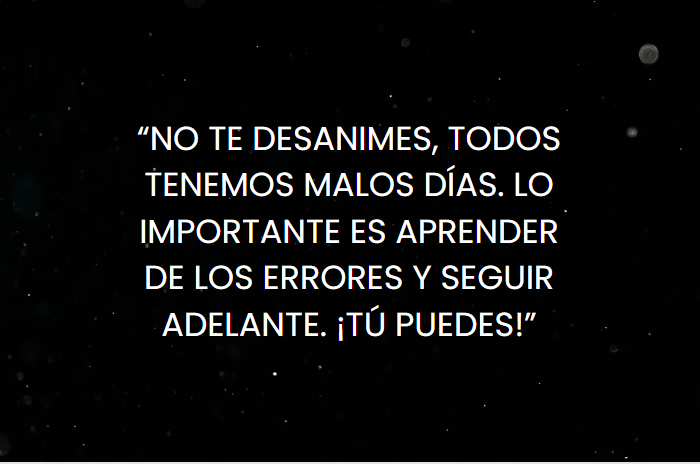 “NO TE DESANIMES, TODOS
TENEMOS MALOS DÍAS. LO
IMPORTANTE ES APRENDER
DE LOS ERRORES Y SEGUIR
ADELANTE. ¡TÚ PUEDES!”